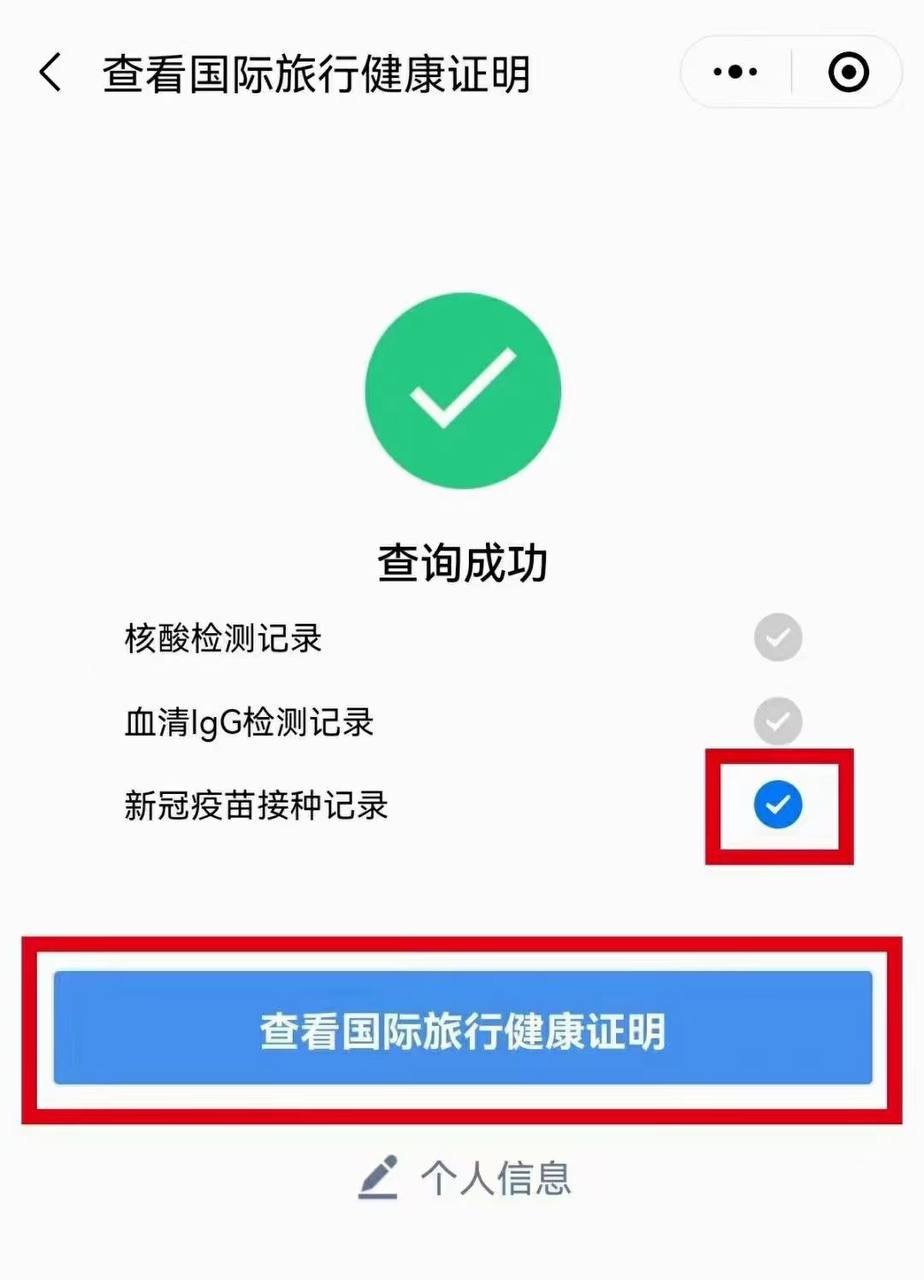 查看国际旅行健康证明
查询成功
核酸检测记录
血清IgG检测记录
新冠疫苗接种记录
查看国际旅行健康证明
个人信息